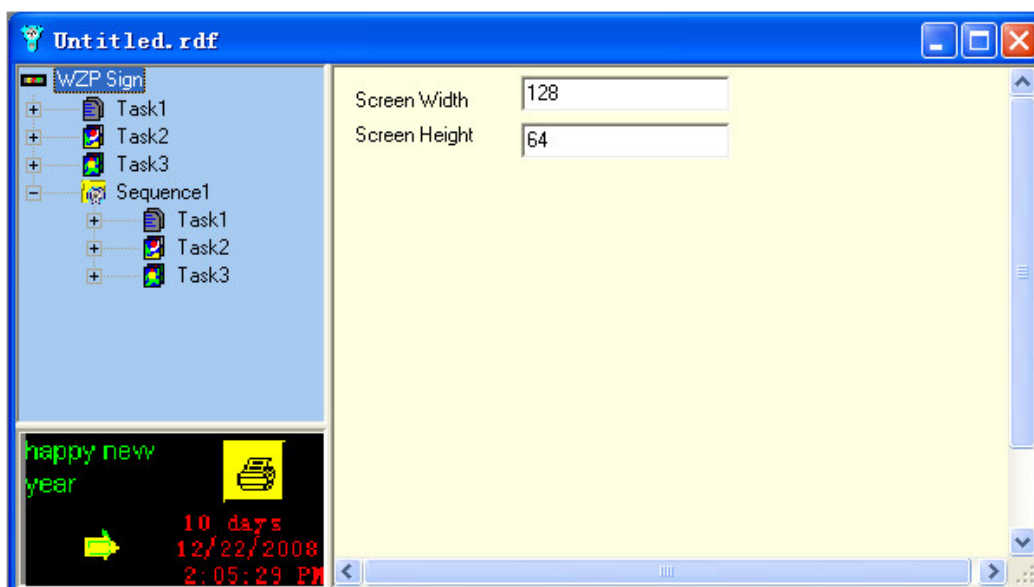 Untitled.rdf
WZP Sign
Task1
Task2
Task3
Sequence1
Task1
Task2
Task3
Screen Width 128
Screen Height 64
happy new
year
10 days
12/22/2008
2:05:29 PM